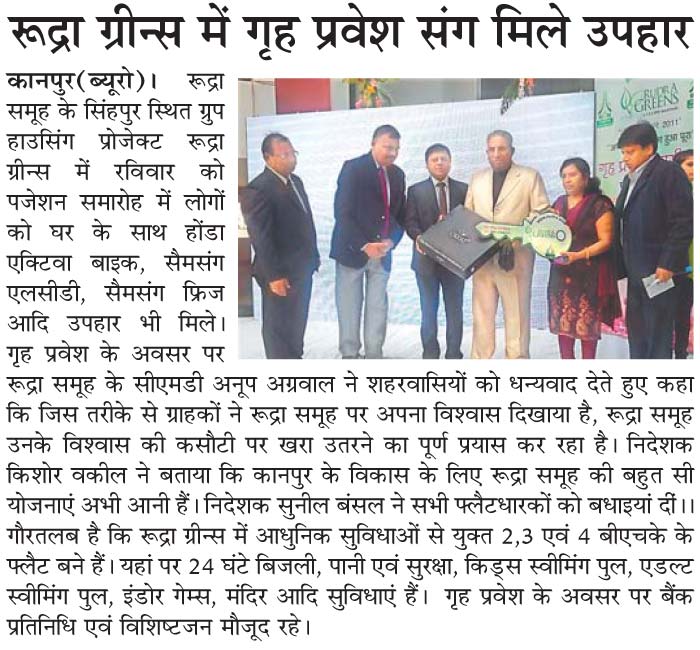 रूद्रा ग्रीन्स में गृह प्रवेश संग मिले उपहार
कानपुर(ब्यूरो)। रूद्रा
समूह के सिंहपुर स्थित ग्रुप
हाउसिंग प्रोजेक्ट रूद्रा
ग्रीन्स में रविवार को
पजेशन समारोह में लोगों
को घर के साथ होंडा
एक्टिवा बाइक, सैमसंग
एलसीडी, सैमसंग फ्रिज
आदि उपहार भी मिले।
गृह प्रवेश के अवसर पर
रूद्रा समूह के सीएमडी अनूप अग्रवाल ने शहरवासियों को धन्यवाद देते हुए कहा
कि जिस तरीके से ग्राहकों ने रूद्रा समूह पर अपना विश्वास दिखाया है, रूद्रा समूह
उनके विश्वास की कसौटी पर खरा उतरने का पूर्ण प्रयास कर रहा है। निदेशक
किशोर वकील ने बताया कि कानपुर के विकास के लिए रूद्रा समूह की बहुत सी
योजनाएं अभी आनी हैं। निदेशक सुनील बंसल ने सभी फ्लैटधारकों को बधाइयां दीं।।
गौरतलब है कि रूद्रा ग्रीन्स में आधुनिक सुविधाओं से युक्त 2,3 एवं 4 बीएचके के
फ्लैट बने हैं। यहां पर 24 घंटे बिजली, पानी एवं सुरक्षा, किड्स स्वीमिंग पुल, एडल्ट
स्वीमिंग पुल, इंडोर गेम्स, मंदिर आदि सुविधाएं हैं। गृह प्रवेश के अवसर पर बैंक
प्रतिनिधि एवं विशिष्टजन मौजूद रहे।
RUDRA
GREENS
2011'
हुआ पूरा
गृह प्र